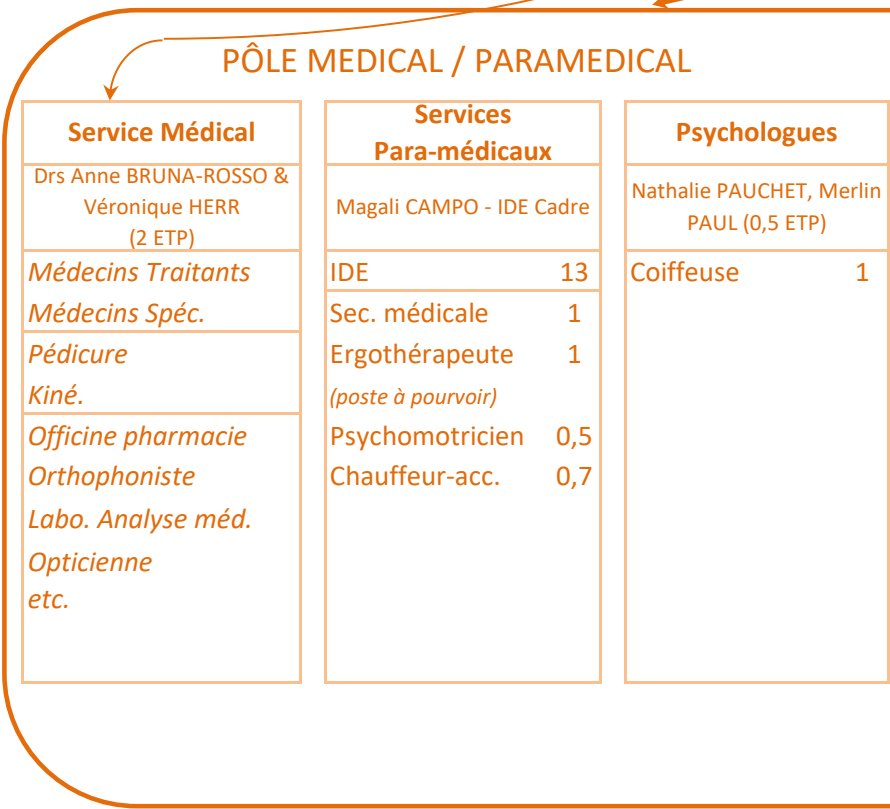 PÔLE MEDICAL / PARAMEDICAL
Service Médical
Drs Anne BRUNA-ROSSO &
Véronique HERR
(2 ETP)
Médecins Traitants
Médecins Spéc.
Pédicure
Kiné.
Officine pharmacie
Orthophoniste
Labo. Analyse méd.
Opticienne
etc.
Services
Para-médicaux
Magali CAMPO - IDE Cadre
IDE 13
Sec. médicale 1
Ergothérapeute 1
(poste à pourvoir)
Psychomotricien 0,5
Chauffeur-acc. 0,7
Psychologues
Nathalie PAUCHET, Merlin
PAUL (0,5 ETP)
Coiffeuse 1